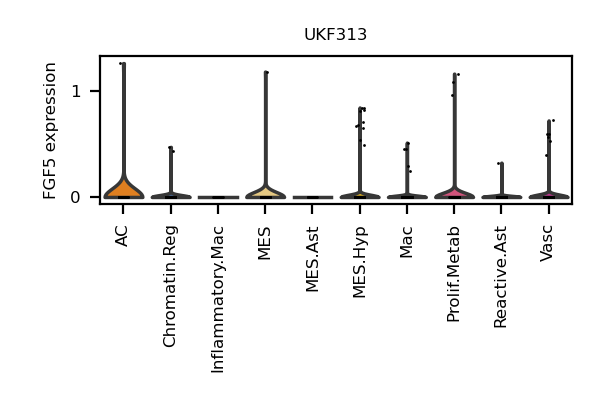 UKF313
FGF5 expression
1
0
AC
Chromatin.Reg
Inflammatory.Mac
MES
MES.Ast
MES.Hyp
Mac
Prolif.Metab
Reactive.Ast
Vasc